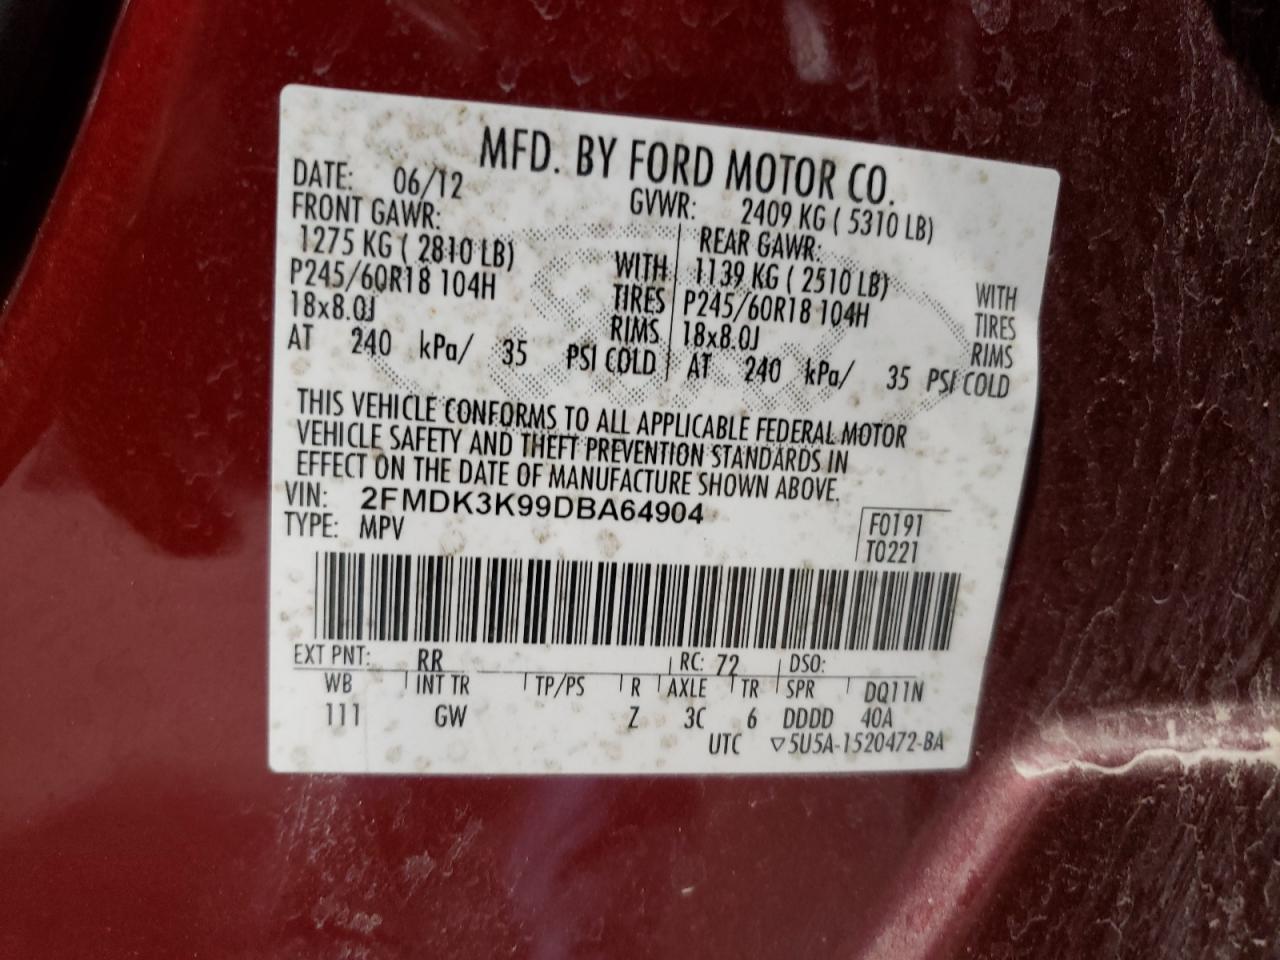 MFD. BY FORD MOTOR CO.
DATE: 06/12 GVWR: 2409 KG ( 5310 LB)
FRONT GAWR: REAR GAWR:
1275 KG ( 2810 LB) WITH 1139 KG ( 2510 LB) WITH
P245/60R18 104H TIRES P245/60R18 104H TIRES
18x8.0J RIMS 18x8.0J RIMS
AT 240 kPa/ 35 PSI COLD AT 240 kPa/ 35 PSI COLD
THIS VEHICLE CONFORMS TO ALL APPLICABLE FEDERAL MOTOR
VEHICLE SAFETY AND THEFT PREVENTION STANDARDS IN
EFFECT ON THE DATE OF MANUFACTURE SHOWN ABOVE.
VIN: 2FMDK3K99DBA64904
TYPE: MPV
F0191
T0221
EXT PNT: RR RC: 72 DSO:
WB INT TR TP/PS R AXLE TR SPR DQ11N
111 GW Z 3C 6 DDDD 40A
UTC ▽5U5A-1520472-BA